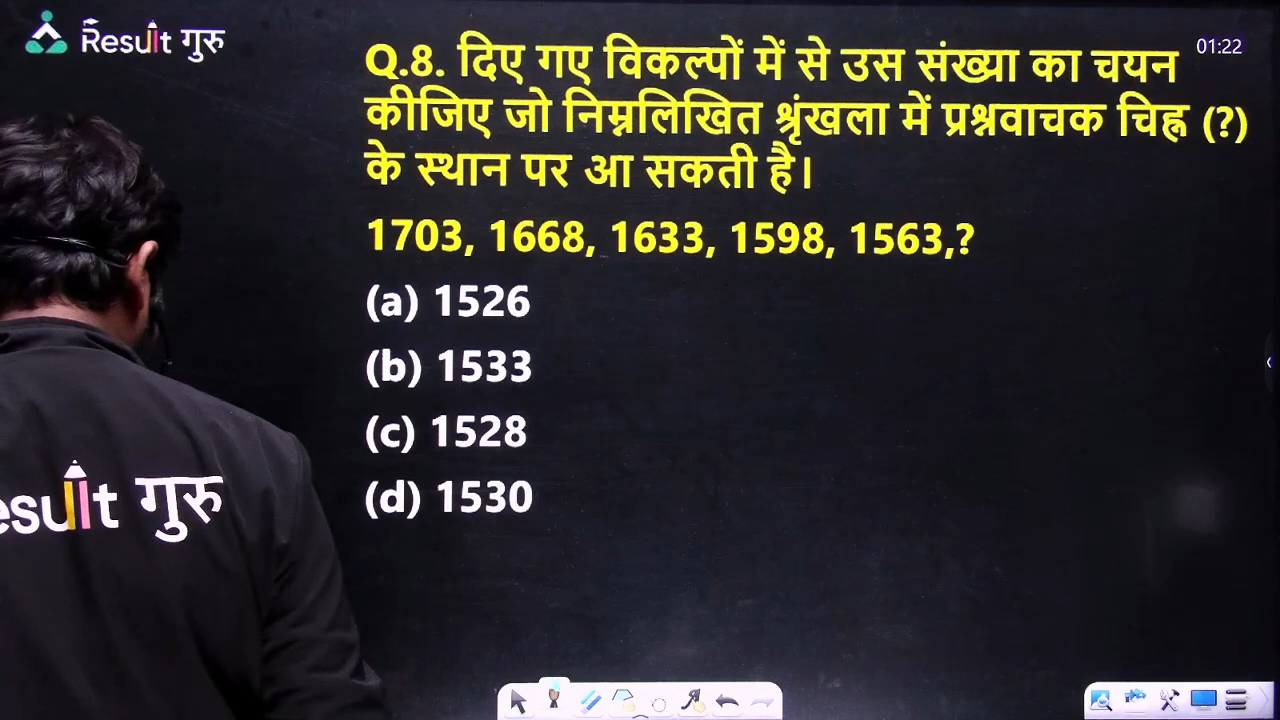 Result गुरु
01:22
Q.8. दिए गए विकल्पों में से उस संख्या का चयन
कीजिए जो निम्नलिखित श्रृंखला में प्रश्नवाचक चिह्न (?)
के स्थान पर आ सकती है।
1703, 1668, 1633, 1598, 1563,?
(a) 1526
(b) 1533
(c) 1528
(d) 1530
esult गुरु